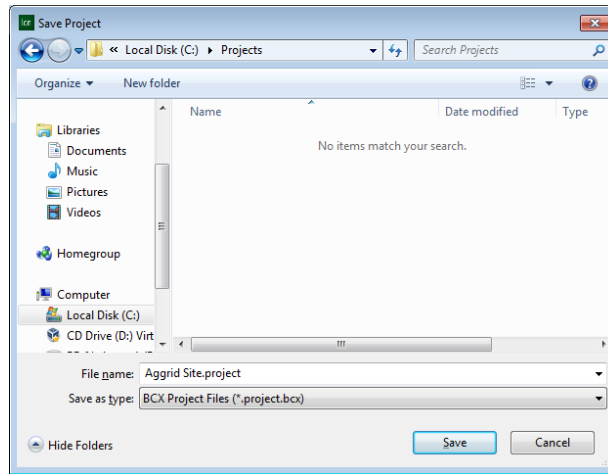 Save Project
« Local Disk (C:) Projects
Search Projects
Organize New folder
Name Date modified Type
No items match your search.
Libraries
Documents
Music
Pictures
Videos
Homegroup
Computer
Local Disk (C:)
CD Drive (D:) Virt
File name: Aggrid Site.project
Save as type: BCX Project Files (*.project.bcx)
Hide Folders Save Cancel